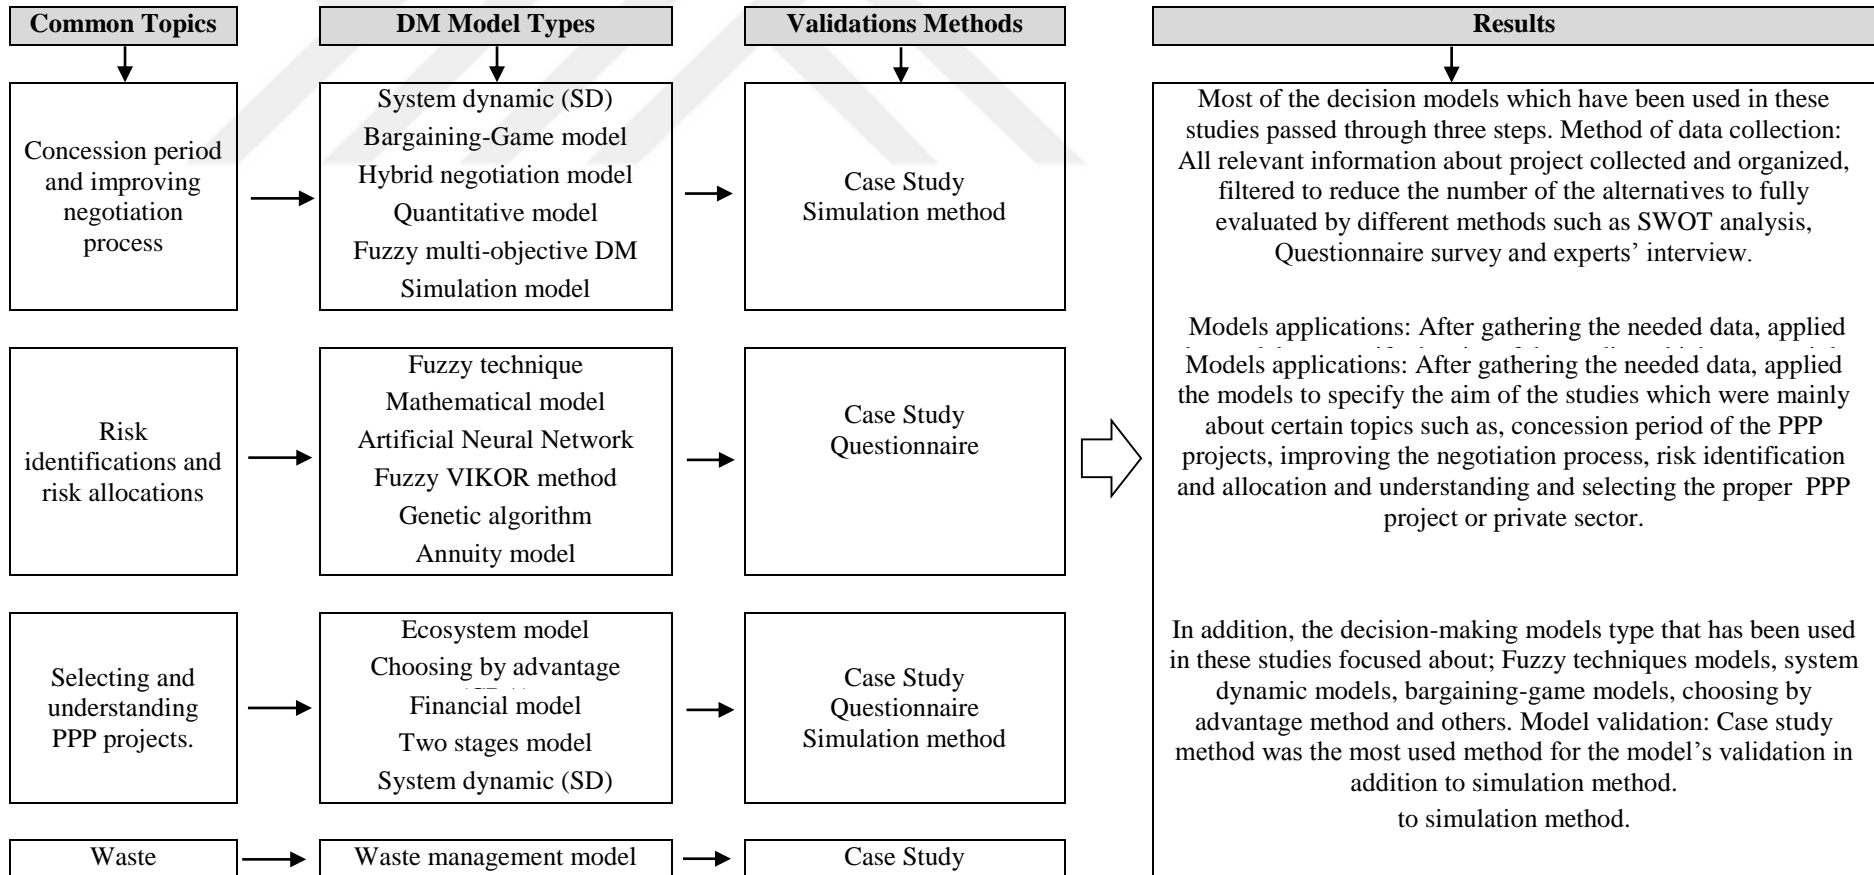 Common Topics
DM Model Types
Validations Methods
Results
Concession period
and improving
negotiation
process
System dynamic (SD)
Bargaining-Game model
Hybrid negotiation model
Quantitative model
Fuzzy multi-objective DM
Simulation model
Case Study
Simulation method
Risk
identifications and
risk allocations
Fuzzy technique
Mathematical model
Artificial Neural Network
Fuzzy VIKOR method
Genetic algorithm
Annuity model
Case Study
Questionnaire
Selecting and
understanding
PPP projects.
Ecosystem model
Choosing by advantage
Financial model
Two stages model
System dynamic (SD)
Case Study
Questionnaire
Simulation method
Waste
Waste management model
Case Study
Most of the decision models which have been used in these
studies passed through three steps. Method of data collection:
All relevant information about project collected and organized,
filtered to reduce the number of the alternatives to fully
evaluated by different methods such as SWOT analysis,
Questionnaire survey and experts’ interview.
Models applications: After gathering the needed data, applied
Models applications: After gathering the needed data, applied
the models to specify the aim of the studies which were mainly
about certain topics such as, concession period of the PPP
projects, improving the negotiation process, risk identification
and allocation and understanding and selecting the proper PPP
project or private sector.
In addition, the decision-making models type that has been used
in these studies focused about; Fuzzy techniques models, system
dynamic models, bargaining-game models, choosing by
advantage method and others. Model validation: Case study
method was the most used method for the model’s validation in
addition to simulation method.
to simulation method.